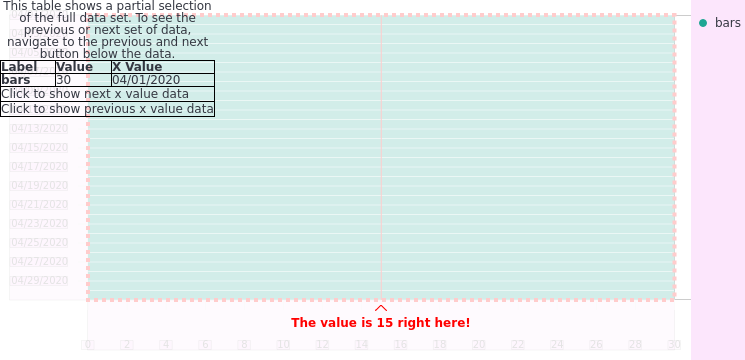 This table shows a partial selection
of the full data set. To see the
previous or next set of data,
navigate to the previous and next
button below the data.
Label Value X Value
bars 30 04/01/2020
Click to show next x value data
Click to show previous x value data
04/13/2020
04/15/2020
04/17/2020
04/19/2020
04/21/2020
04/23/2020
04/25/2020
04/27/2020
04/29/2020
The value is 15 right here!
0 2 4 6 8 10 12 14 16 18 20 22 24 26 28 30
bars